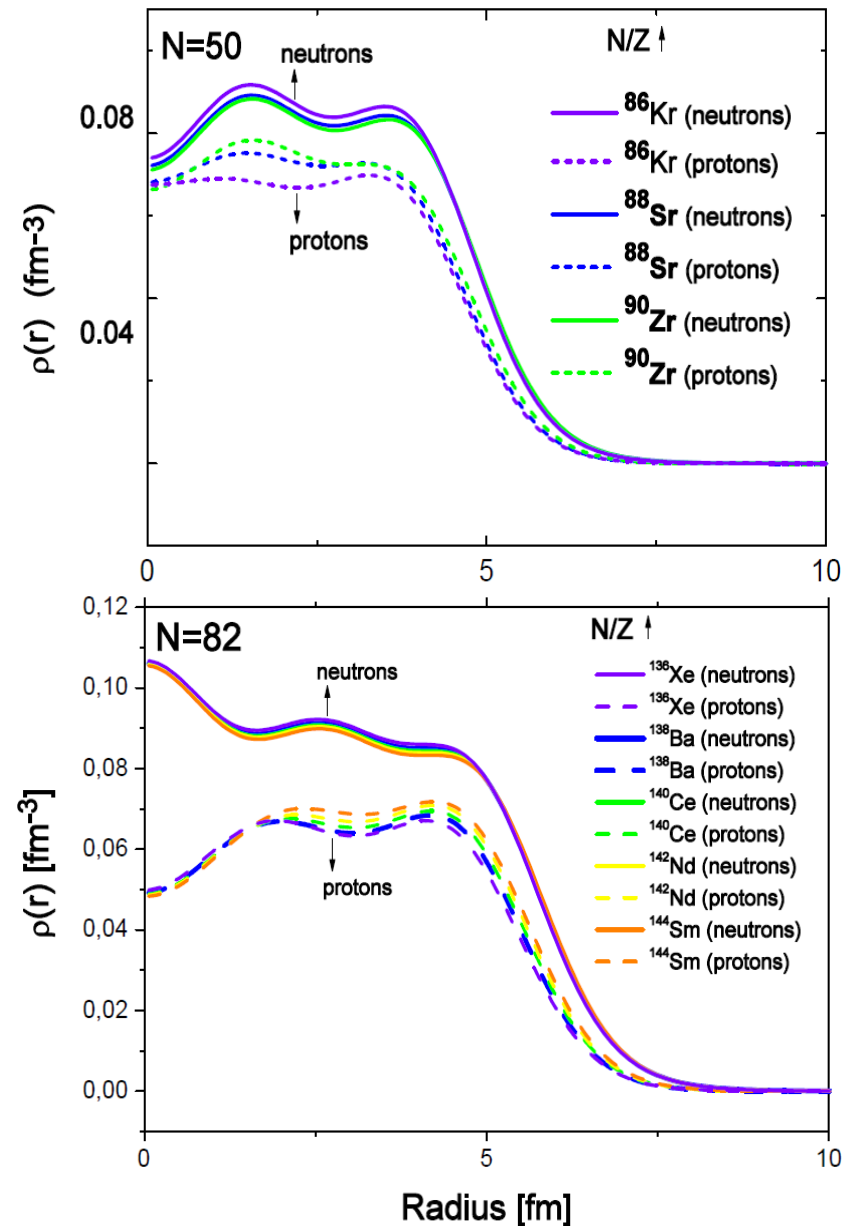 N=50
neutrons
N/Z ↑
0.08
0.04
ρ(r) (fm-3)
protons
⁸⁶Kr (neutrons)
⁸⁶Kr (protons)
⁸⁸Sr (neutrons)
⁸⁸Sr (protons)
⁹⁰Zr (neutrons)
⁹⁰Zr (protons)
0 5 10
N=82
neutrons
N/Z ↑
0,12
0,10
0,08
0,06
0,04
0,02
0,00
ρ(r) [fm⁻³]
protons
¹³⁶Xe (neutrons)
¹³⁶Xe (protons)
¹³⁸Ba (neutrons)
¹³⁸Ba (protons)
¹⁴⁰Ce (neutrons)
¹⁴⁰Ce (protons)
¹⁴²Nd (neutrons)
¹⁴²Nd (protons)
¹⁴⁴Sm (neutrons)
¹⁴⁴Sm (protons)
0 5 10
Radius [fm]